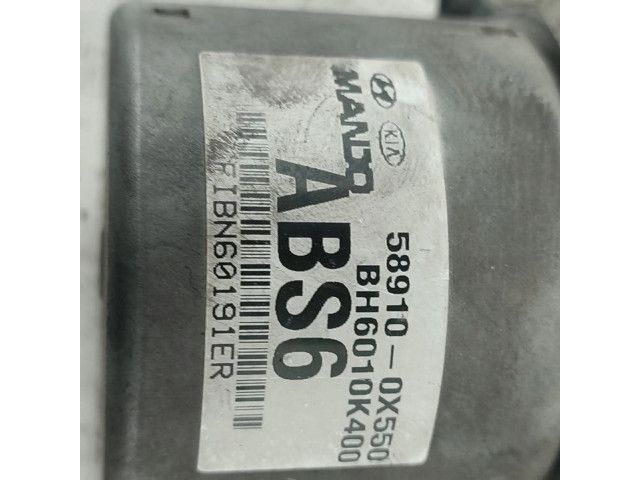 KIA
MANDO
58910-0X550
BH6010K400
ABS6
FIBN60191ER